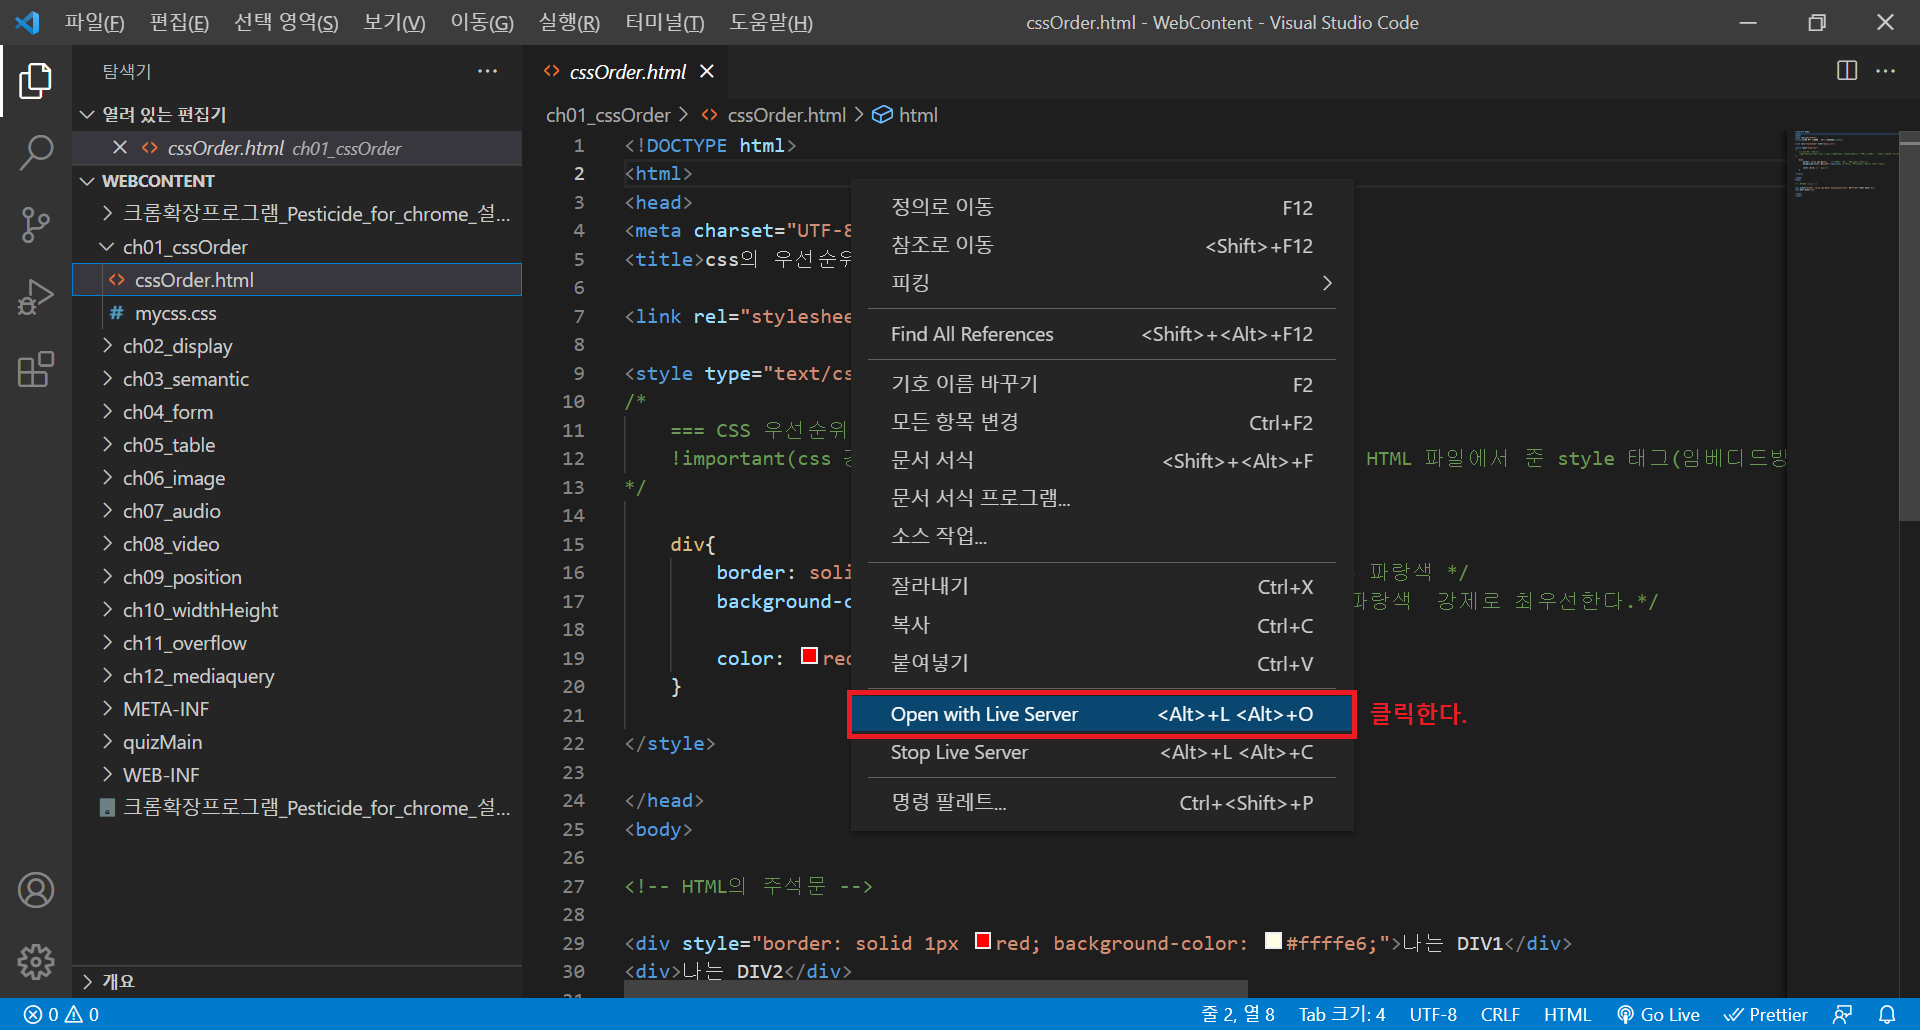 파일(F) 편집(E) 선택 영역(S) 보기(V) 이동(G) 실행(R) 터미널(T) 도움말(H)
cssOrder.html - WebContent - Visual Studio Code
탐색기
열려 있는 편집기
cssOrder.html ch01_cssOrder
WEBCONTENT
크롬확장프로그램_Pesticide_for_chrome_설...
ch01_cssOrder
cssOrder.html
mycss.css
ch02_display
ch03_semantic
ch04_form
ch05_table
ch06_image
ch07_audio
ch08_video
ch09_position
ch10_widthHeight
ch11_overflow
ch12_mediaquery
META-INF
quizMain
WEB-INF
크롬확장프로그램_Pesticide_for_chrome_설...
개요
cssOrder.html
ch01_cssOrder > html > cssOrder.html > html
1 <!DOCTYPE html>
2 <html>
3 <head>
4 <meta charset="UTF-8
5 <title>css의 우선순위
6
7 <link rel="styleshee
8
9 <style type="text/cs
10 /*
11 === CSS 우선순위
12 !important(css HTML 파일에서 준 style 태그(임베디드방
13 */
14
15 div{
16 border: soli 파랑색 */
17 background-c 파랑색 강제로 최우선한다.*/
18
19 color: red
20 }
21
22 </style>
23
24 </head>
25 <body>
26
27 <!-- HTML의 주석문 -->
28
29 <div style="border: solid 1px red; background-color: #ffffe6;">나는 DIV1</div>
30 <div>나는 DIV2</div>
정의로 이동 F12
참조로 이동 <Shift>+F12
피킹
Find All References <Shift>+<Alt>+F12
기호 이름 바꾸기 F2
모든 항목 변경 Ctrl+F2
문서 서식 <Shift>+<Alt>+F
문서 서식 프로그램...
소스 작업...
잘라내기 Ctrl+X
복사 Ctrl+C
붙여넣기 Ctrl+V
Open with Live Server <Alt>+L <Alt>+O
클릭한다.
Stop Live Server <Alt>+L <Alt>+C
명령 팔레트... Ctrl+<Shift>+P
0 0
줄 2, 열 8 Tab 크기: 4 UTF-8 CRLF HTML Go Live Prettier